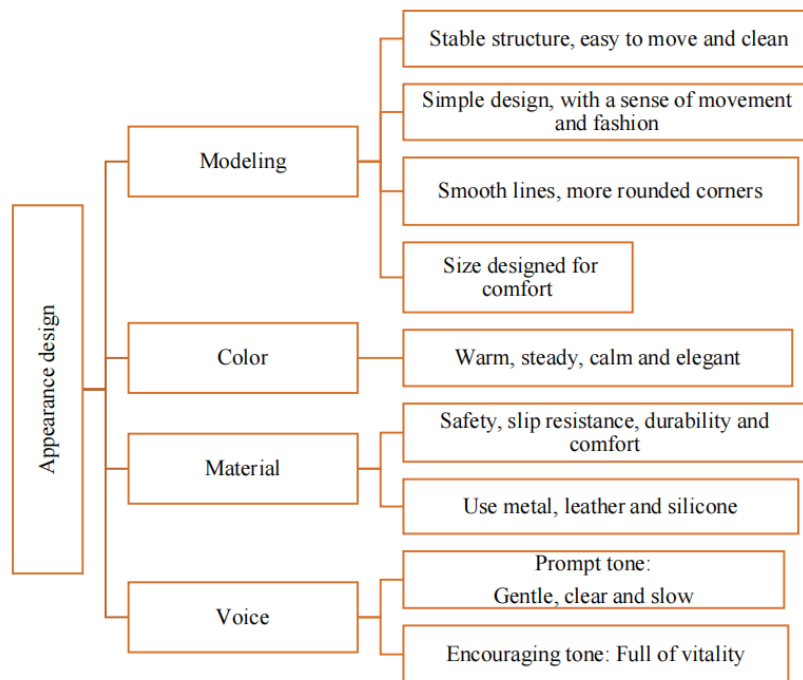 Appearance design
Modeling
Stable structure, easy to move and clean
Simple design, with a sense of movement
and fashion
Smooth lines, more rounded corners
Size designed for
comfort
Color
Warm, steady, calm and elegant
Material
Safety, slip resistance, durability and
comfort
Use metal, leather and silicone
Voice
Prompt tone:
Gentle, clear and slow
Encouraging tone: Full of vitality